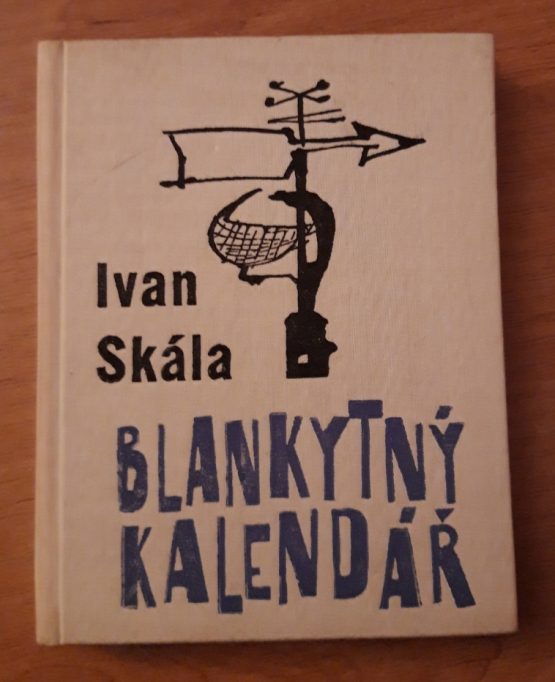 Ivan
Skála
BLANKYTNÝ
KALENDÁŘ